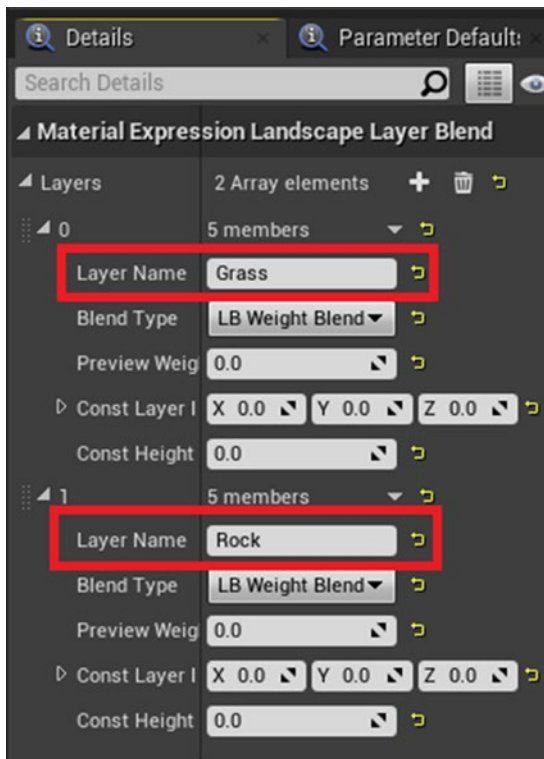 Details
Parameter Default
Search Details
Material Expression Landscape Layer Blend
Layers 2 Array elements
0 5 members
Layer Name Grass
Blend Type LB Weight Blend
Preview Weig 0.0
Const Layer I X 0.0 Y 0.0 Z 0.0
Const Height 0.0
1 5 members
Layer Name Rock
Blend Type LB Weight Blend
Preview Weig 0.0
Const Layer I X 0.0 Y 0.0 Z 0.0
Const Height 0.0